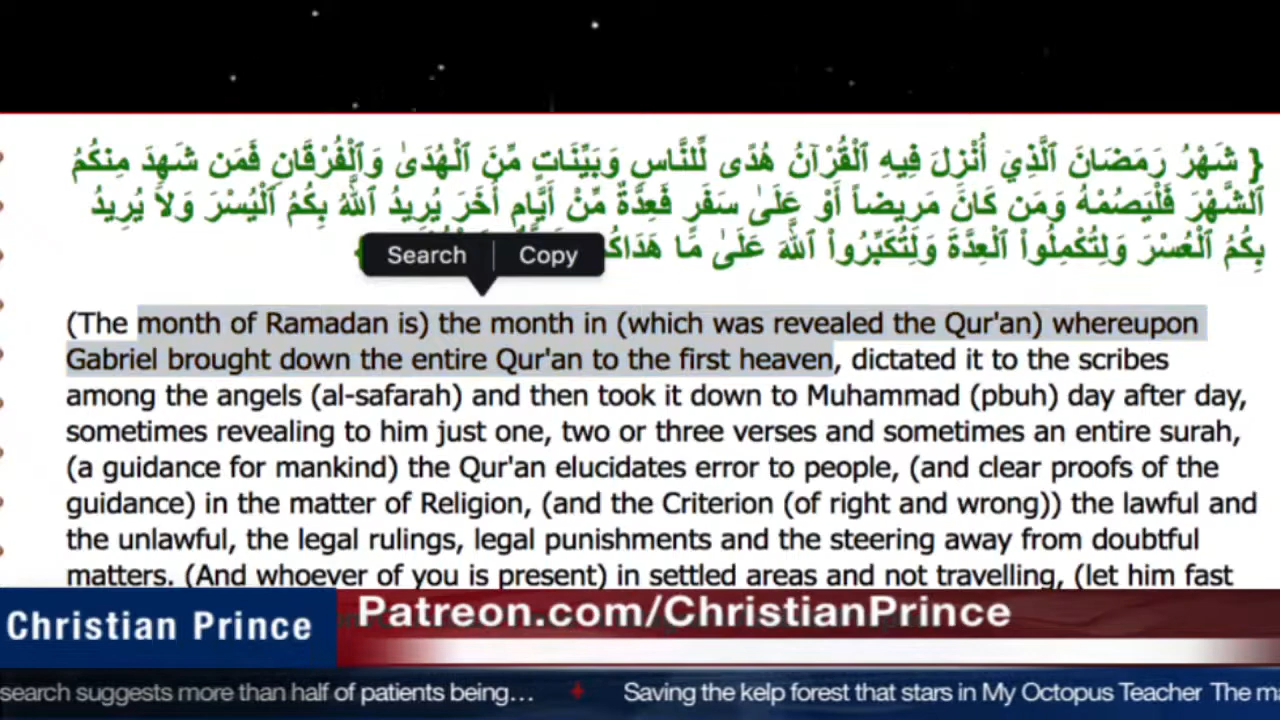 { شَهْرُ رَمَضَانَ ٱلَّذِيۤ أُنْزِلَ فِيهِ ٱلْقُرْآنُ هُدًى لِّلنَّاسِ وَبَيِّنَاتٍ مِّنَ ٱلْهُدَىٰ وَٱلْفُرْقَانِ فَمَن شَهِدَ مِنكُمُ
ٱلشَّهْرَ فَلْيَصُمْهُ وَمَن كَانَ مَرِيضاً أَوْ عَلَىٰ سَفَرٍ فَعِدَّةٌ مِّنْ أَيَّامٍ أُخَرَ يُرِيدُ ٱللَّهُ بِكُمُ ٱلْيُسْرَ وَلاَ يُرِيدُ
بِكُمُ ٱلْعُسْرَ وَلِتُكْمِلُواْ ٱلْعِدَّةَ وَلِتُكَبِّرُواْ ٱللَّهَ عَلَىٰ مَا
Search Copy
(The month of Ramadan is) the month in (which was revealed the Qur'an) whereupon
Gabriel brought down the entire Qur'an to the first heaven, dictated it to the scribes
among the angels (al-safarah) and then took it down to Muhammad (pbuh) day after day,
sometimes revealing to him just one, two or three verses and sometimes an entire surah,
(a guidance for mankind) the Qur'an elucidates error to people, (and clear proofs of the
guidance) in the matter of Religion, (and the Criterion (of right and wrong)) the lawful and
the unlawful, the legal rulings, legal punishments and the steering away from doubtful
matters. (And whoever of you is present) in settled areas and not travelling, (let him fast
Christian Prince
Patreon.com/ChristianPrince
search suggests more than half of patients being... Saving the kelp forest that stars in My Octopus Teacher The